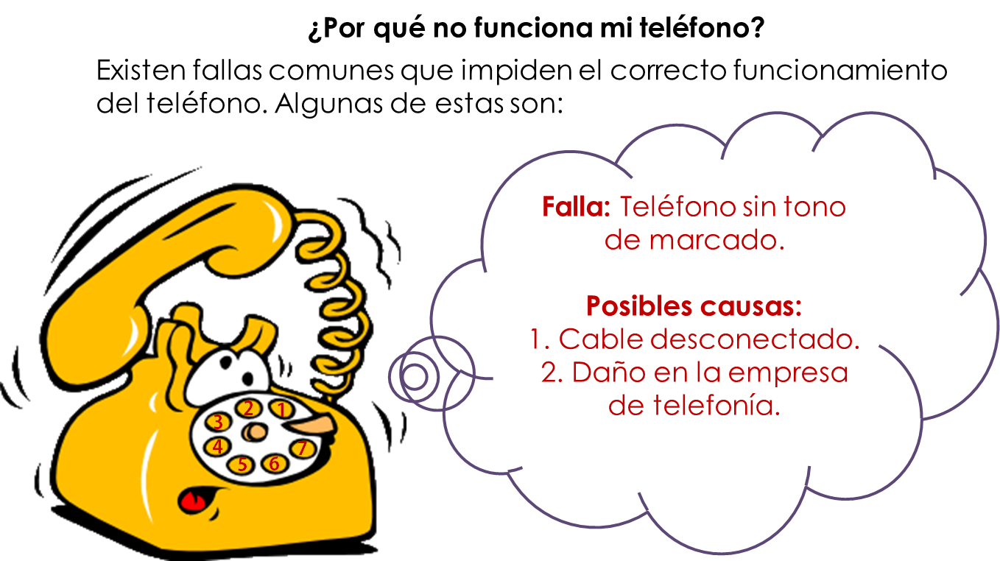 ¿Por qué no funciona mi teléfono?
Existen fallas comunes que impiden el correcto funcionamiento
del teléfono. Algunas de estas son:
Falla: Teléfono sin tono
de marcado.
Posibles causas:
1. Cable desconectado.
2. Daño en la empresa
de telefonía.
2 1
3
4 7
5 6